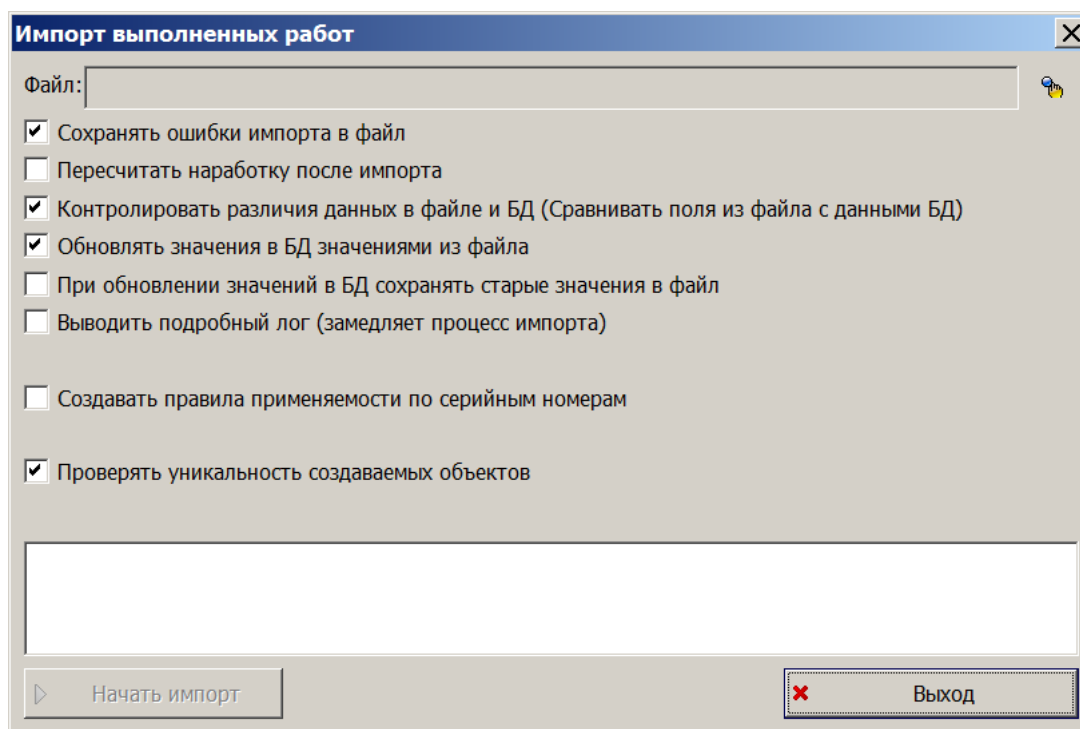 Импорт выполненных работ
Файл:
Сохранять ошибки импорта в файл
Пересчитать наработку после импорта
Контролировать различия данных в файле и БД (Сравнивать поля из файла с данными БД)
Обновлять значения в БД значениями из файла
При обновлении значений в БД сохранять старые значения в файл
Выводить подробный лог (замедляет процесс импорта)
Создавать правила применяемости по серийным номерам
Проверять уникальность создаваемых объектов
Начать импорт Выход